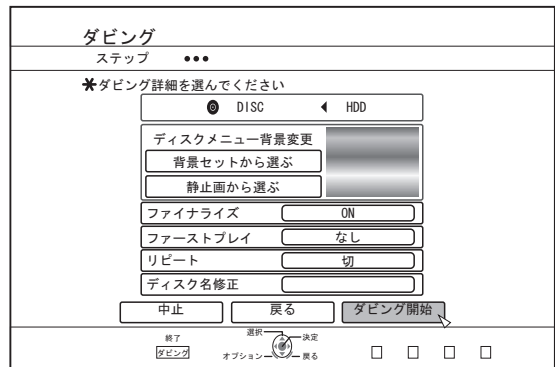 ダビング
ステップ
ダビング詳細を選んでください
DISC HDD
ディスクメニュー背景変更
背景セットから選ぶ
静止画から選ぶ
ファイナライズ ON
ファーストプレイ なし
リピート 切
ディスク名修正
中止 戻る ダビング開始
終了
ダビング
選択
決定
オプション
戻る